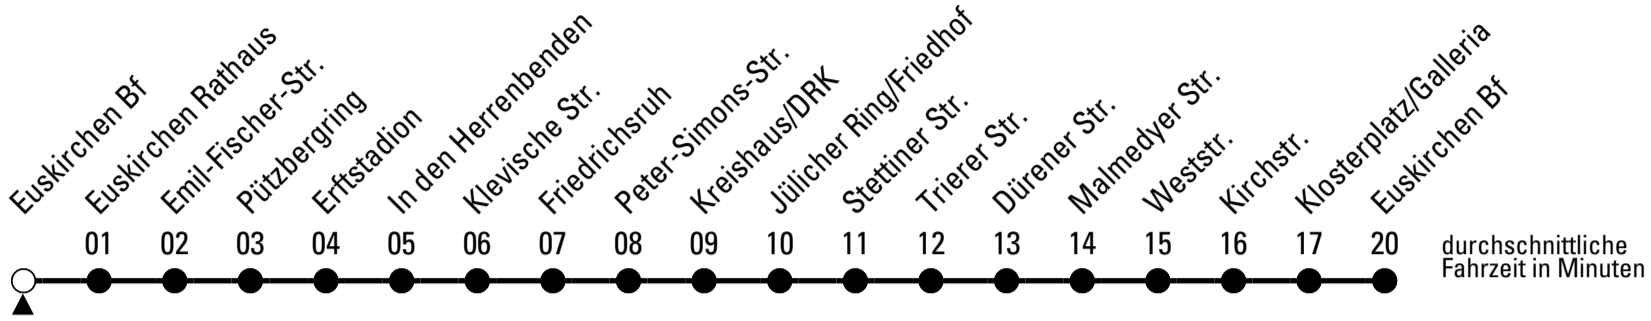 Euskirchen Bf
Euskirchen Rathaus
Emil-Fischer-Str.
Pützbergring
Erftstadion
In den Herrenbenden
Klevische Str.
Friedrichsruh
Peter-Simons-Str.
Kreishaus/DRK
Jülicher Ring/Friedhof
Stettiner Str.
Trierer Str.
Dürener Str.
Malmedyer Str.
Weststr.
Kirchstr.
Klosterplatz/Galleria
Euskirchen Bf
01 02 03 04 05 06 07 08 09 10 11 12 13 14 15 16 17 20
durchschnittliche
Fahrzeit in Minuten